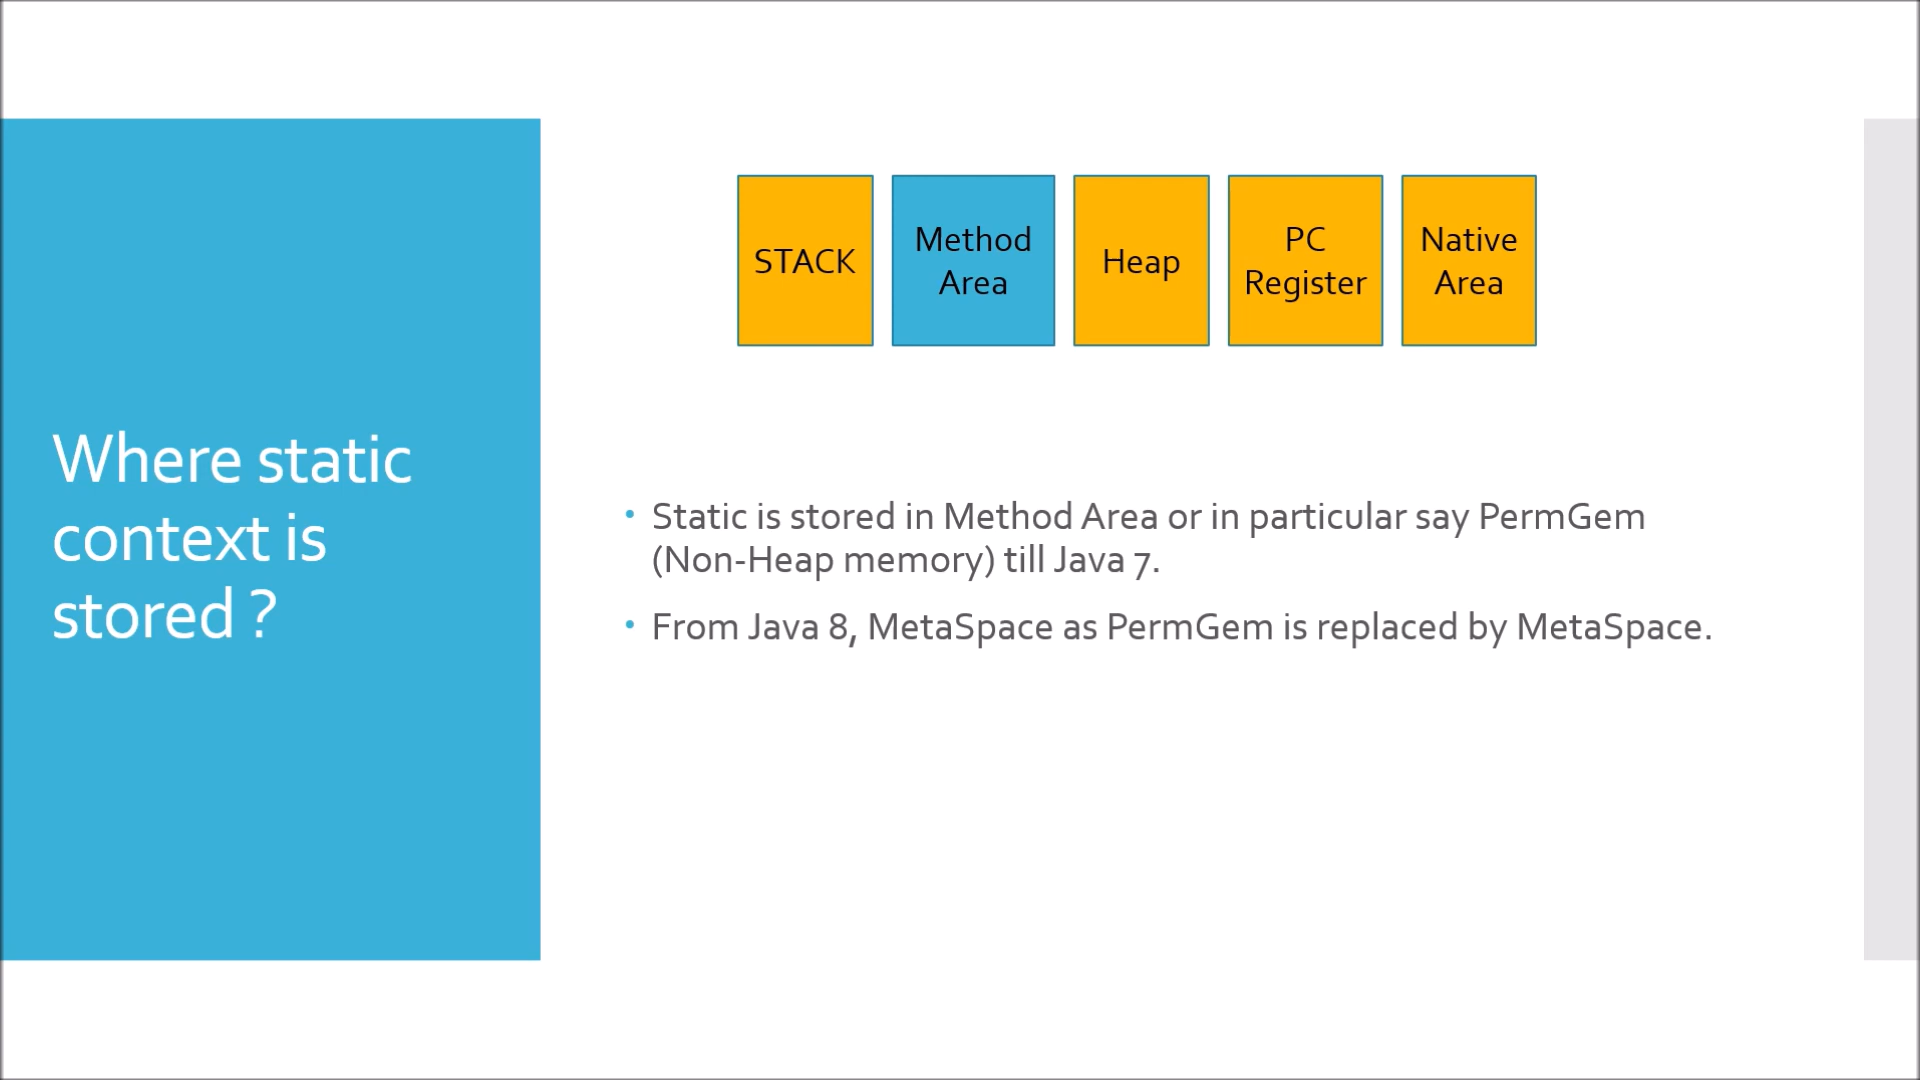 Where static
context is
stored ?
STACK
Method
Area
Heap
PC
Register
Native
Area
• Static is stored in Method Area or in particular say PermGem
(Non-Heap memory) till Java 7.
• From Java 8, MetaSpace as PermGem is replaced by MetaSpace.